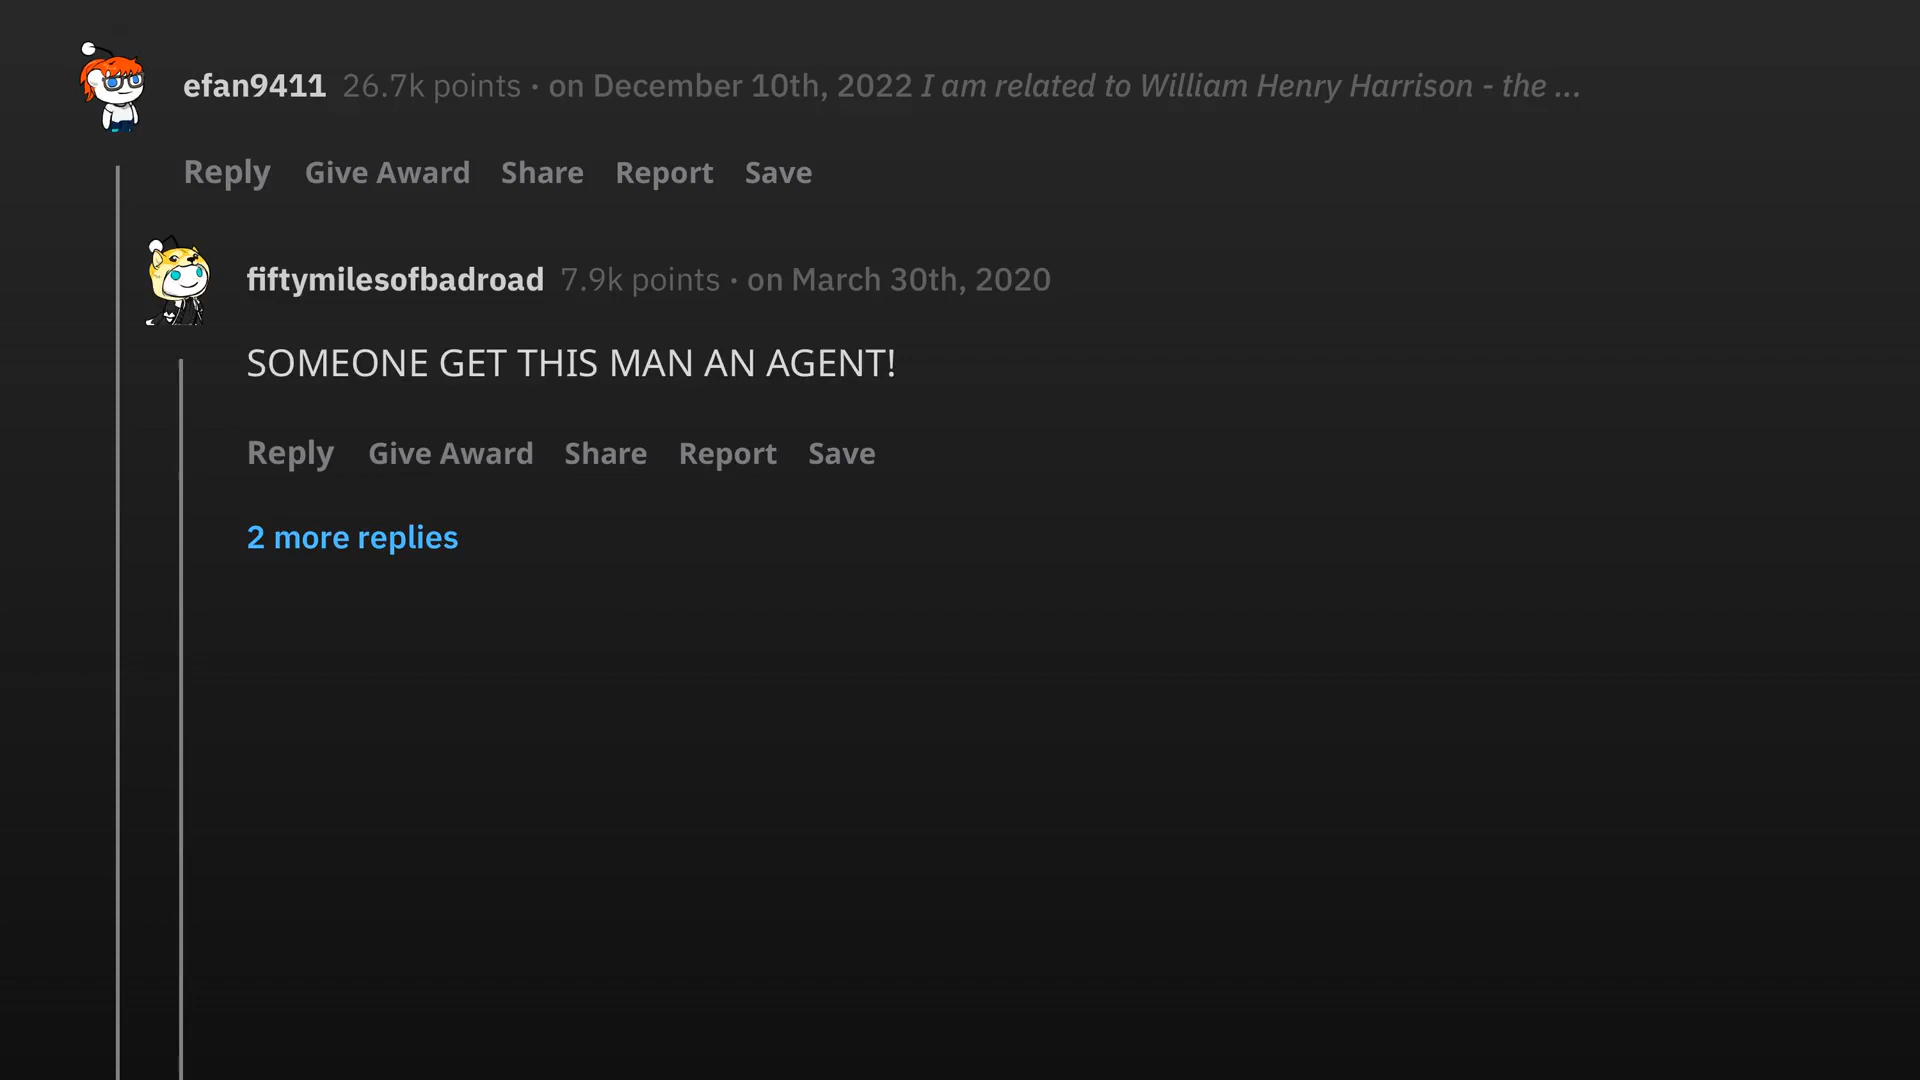 efan9411 26.7k points · on December 10th, 2022 I am related to William Henry Harrison - the ...
Reply Give Award Share Report Save
fiftymilesofbadroad 7.9k points · on March 30th, 2020
SOMEONE GET THIS MAN AN AGENT!
Reply Give Award Share Report Save
2 more replies